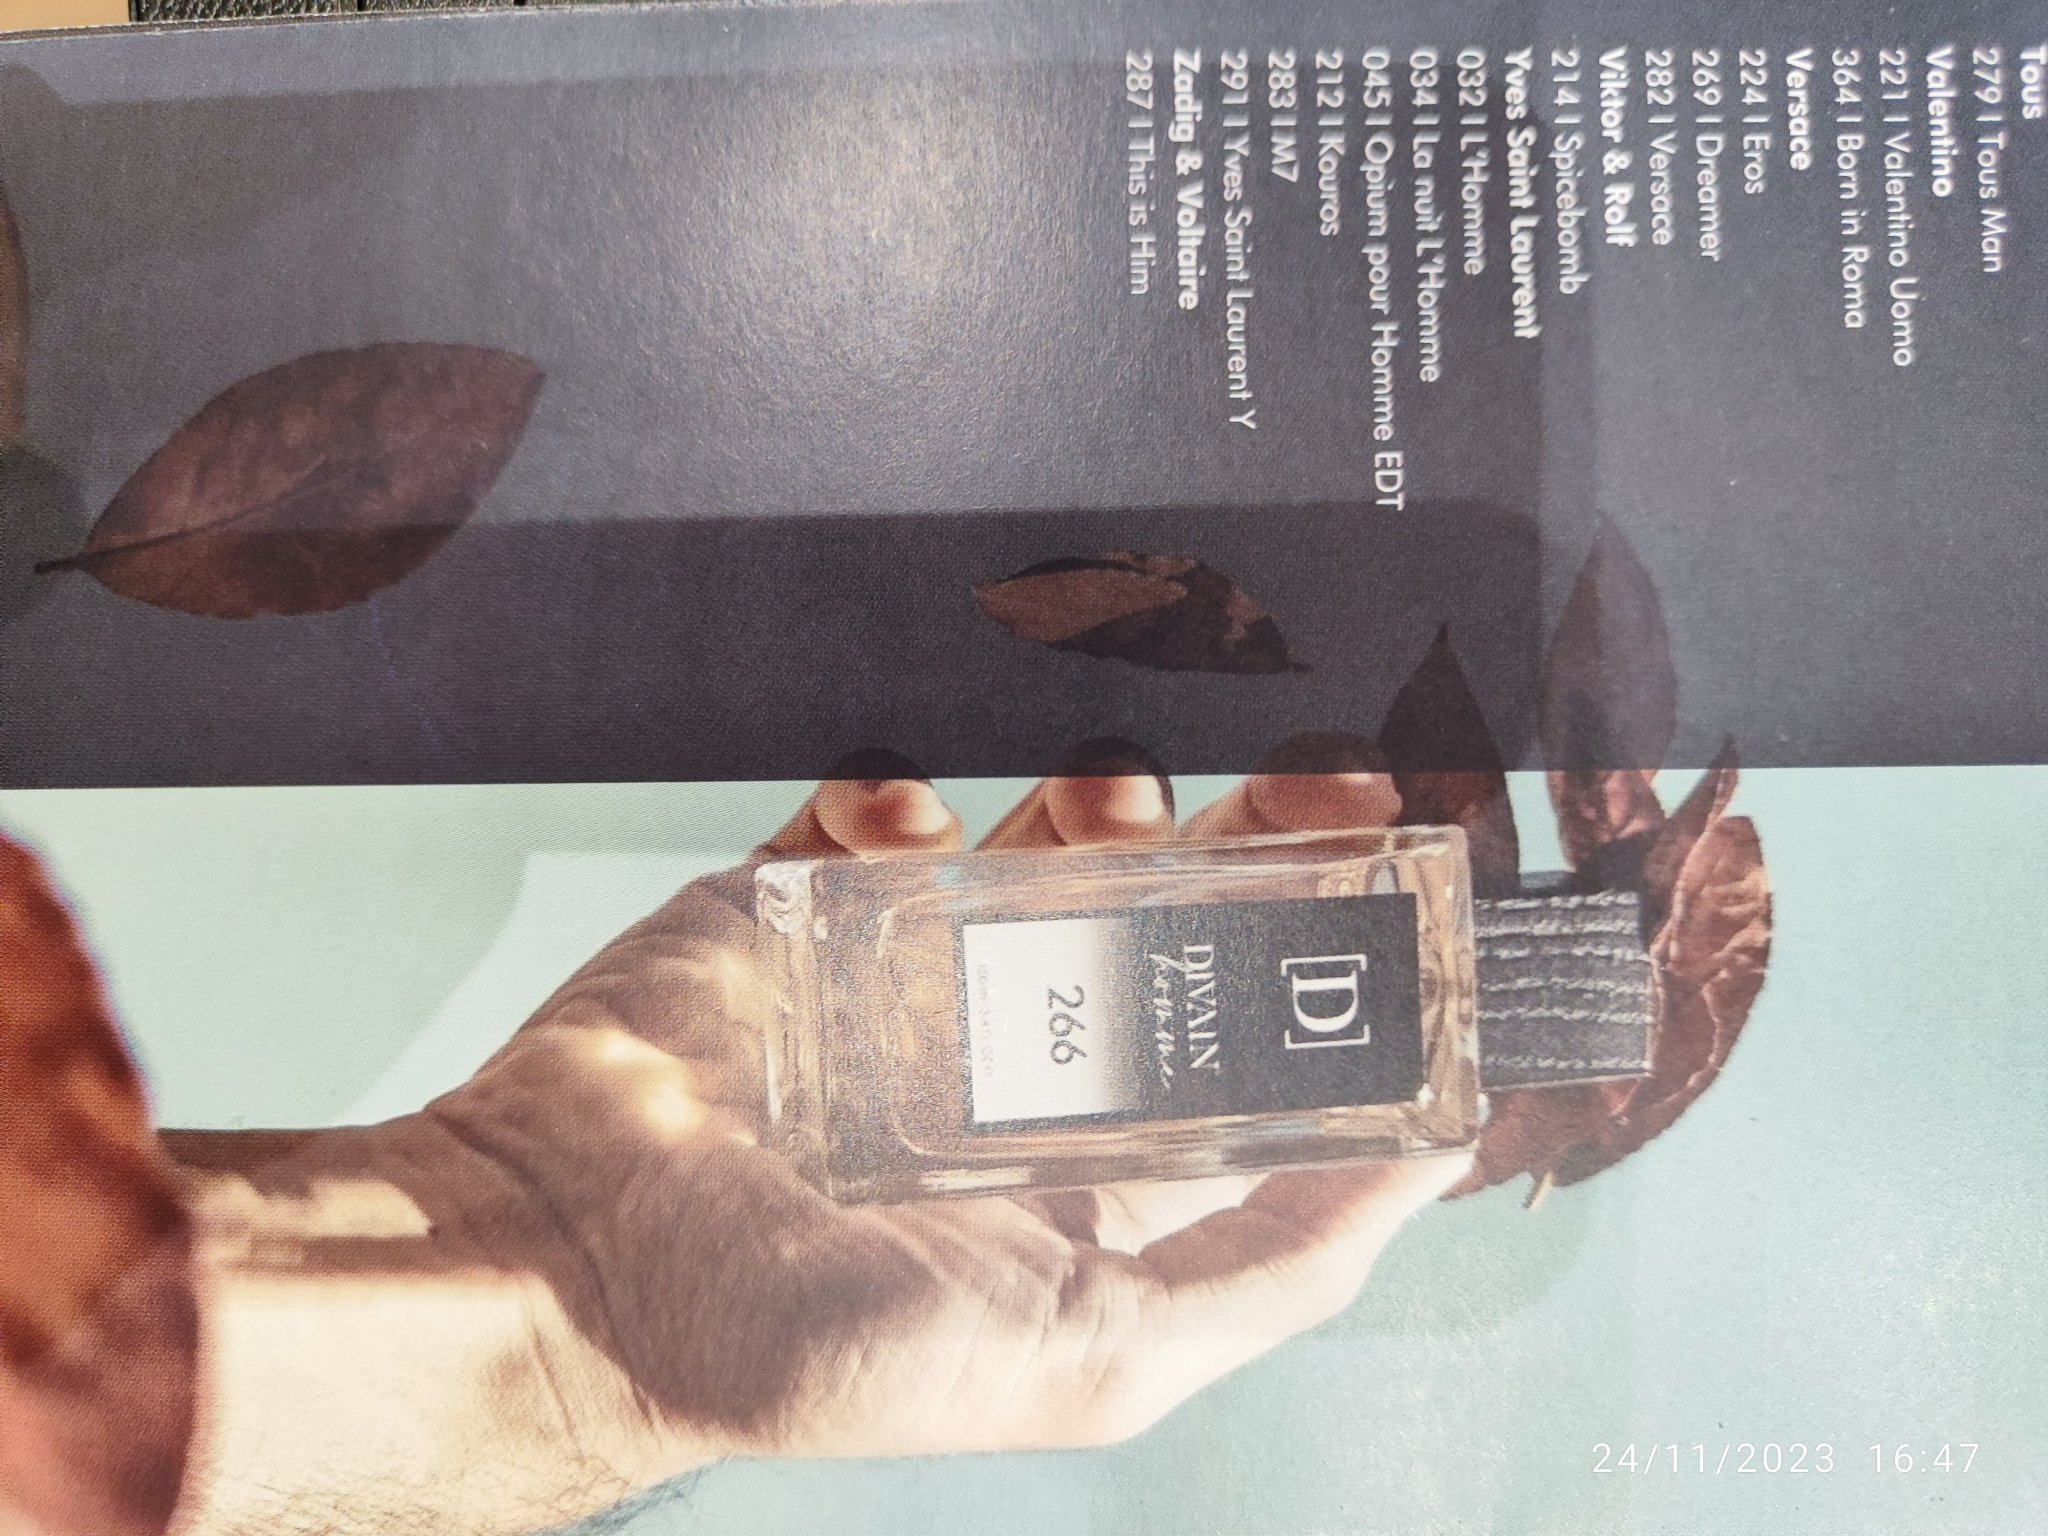 Tous
279 | Tous Man
Valentino
221 | Valentino Uomo
364 | Born in Roma
Versace
224 | Eros
269 | Dreamer
282 | Versace
Viktor & Rolf
214 | Spicebomb
Yves Saint Laurent
032 | L'Homme
034 | La nuit L'Homme
045 | Opium pour Homme EDT
212 | Kouros
283 | M7
291 | Yves Saint Laurent Y
Zadig & Voltaire
287 | This is Him
[D]
DIVAIN
homme
266
24/11/2023 16:47